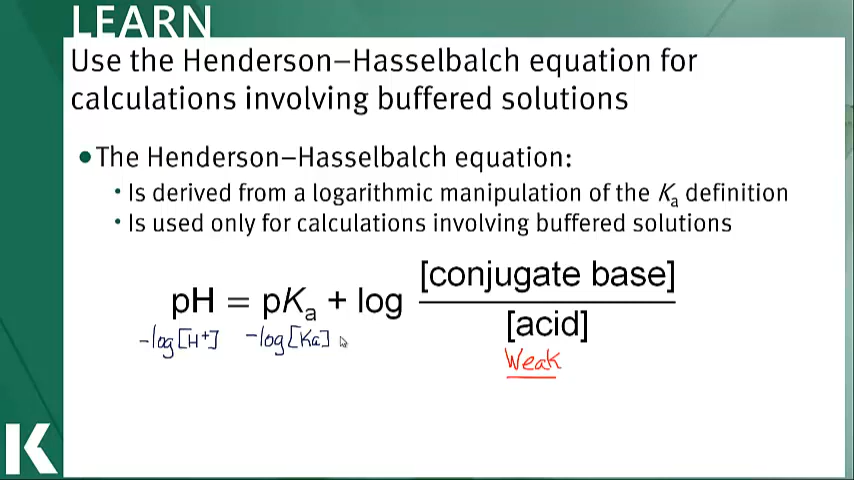 LEARN
Use the Henderson–Hasselbalch equation for
calculations involving buffered solutions
• The Henderson–Hasselbalch equation:
• Is derived from a logarithmic manipulation of the Ka definition
• Is used only for calculations involving buffered solutions
[conjugate base]
pH = pKa + log
[acid]
-log[H+] -log[Ka]
Weak
K